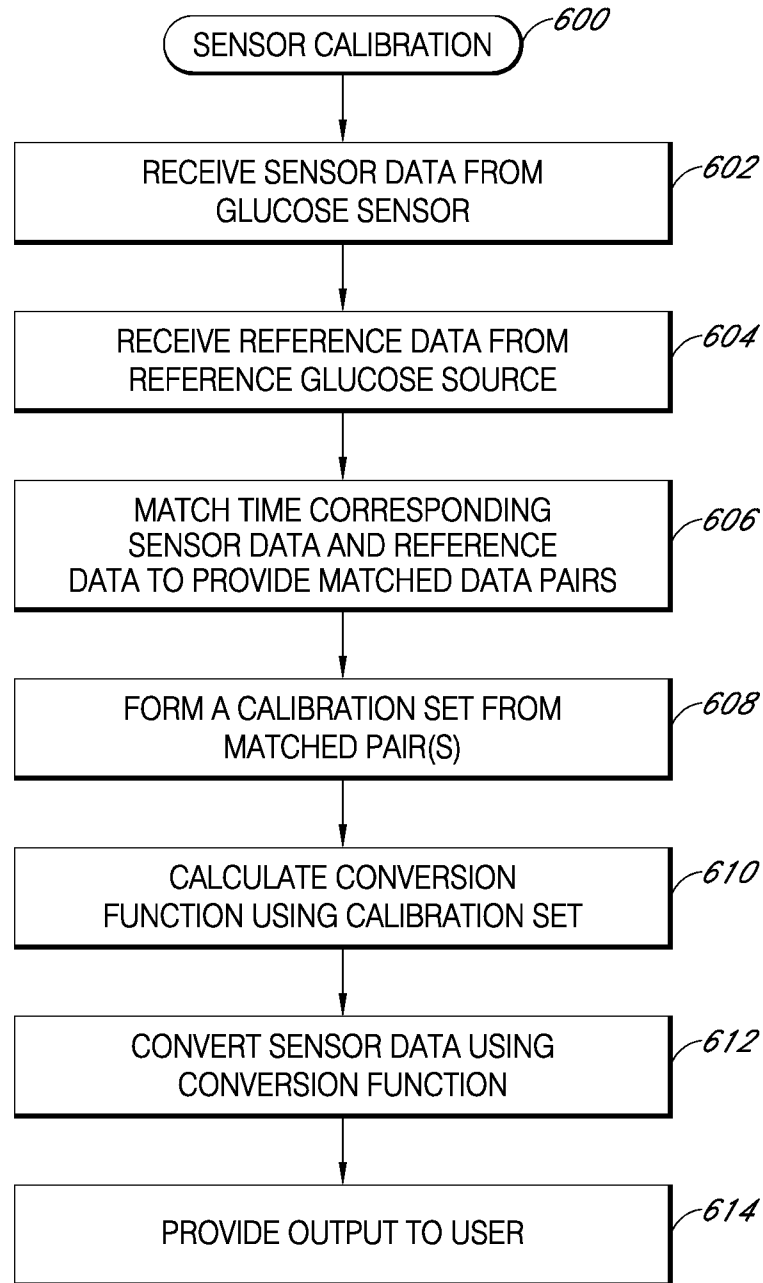 SENSOR CALIBRATION
600
RECEIVE SENSOR DATA FROM
GLUCOSE SENSOR
602
RECEIVE REFERENCE DATA FROM
REFERENCE GLUCOSE SOURCE
604
MATCH TIME CORRESPONDING
SENSOR DATA AND REFERENCE
DATA TO PROVIDE MATCHED DATA PAIRS
606
FORM A CALIBRATION SET FROM
MATCHED PAIR(S)
608
CALCULATE CONVERSION
FUNCTION USING CALIBRATION SET
610
CONVERT SENSOR DATA USING
CONVERSION FUNCTION
612
PROVIDE OUTPUT TO USER
614